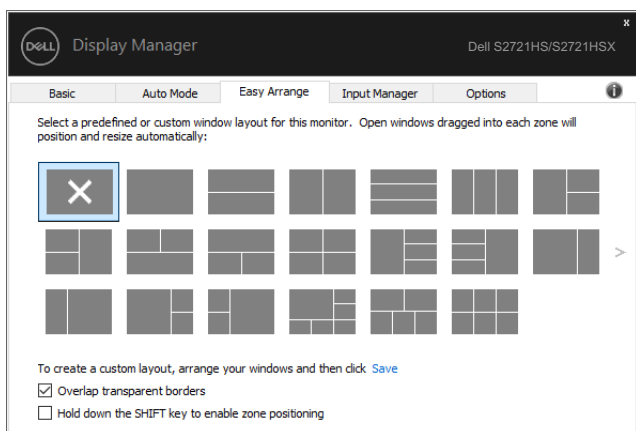 x
DELL Display Manager Dell S2721HS/S2721HSX
Basic Auto Mode Easy Arrange Input Manager Options
Select a predefined or custom window layout for this monitor. Open windows dragged into each zone will
position and resize automatically:
>
To create a custom layout, arrange your windows and then click Save
Overlap transparent borders
Hold down the SHIFT key to enable zone positioning